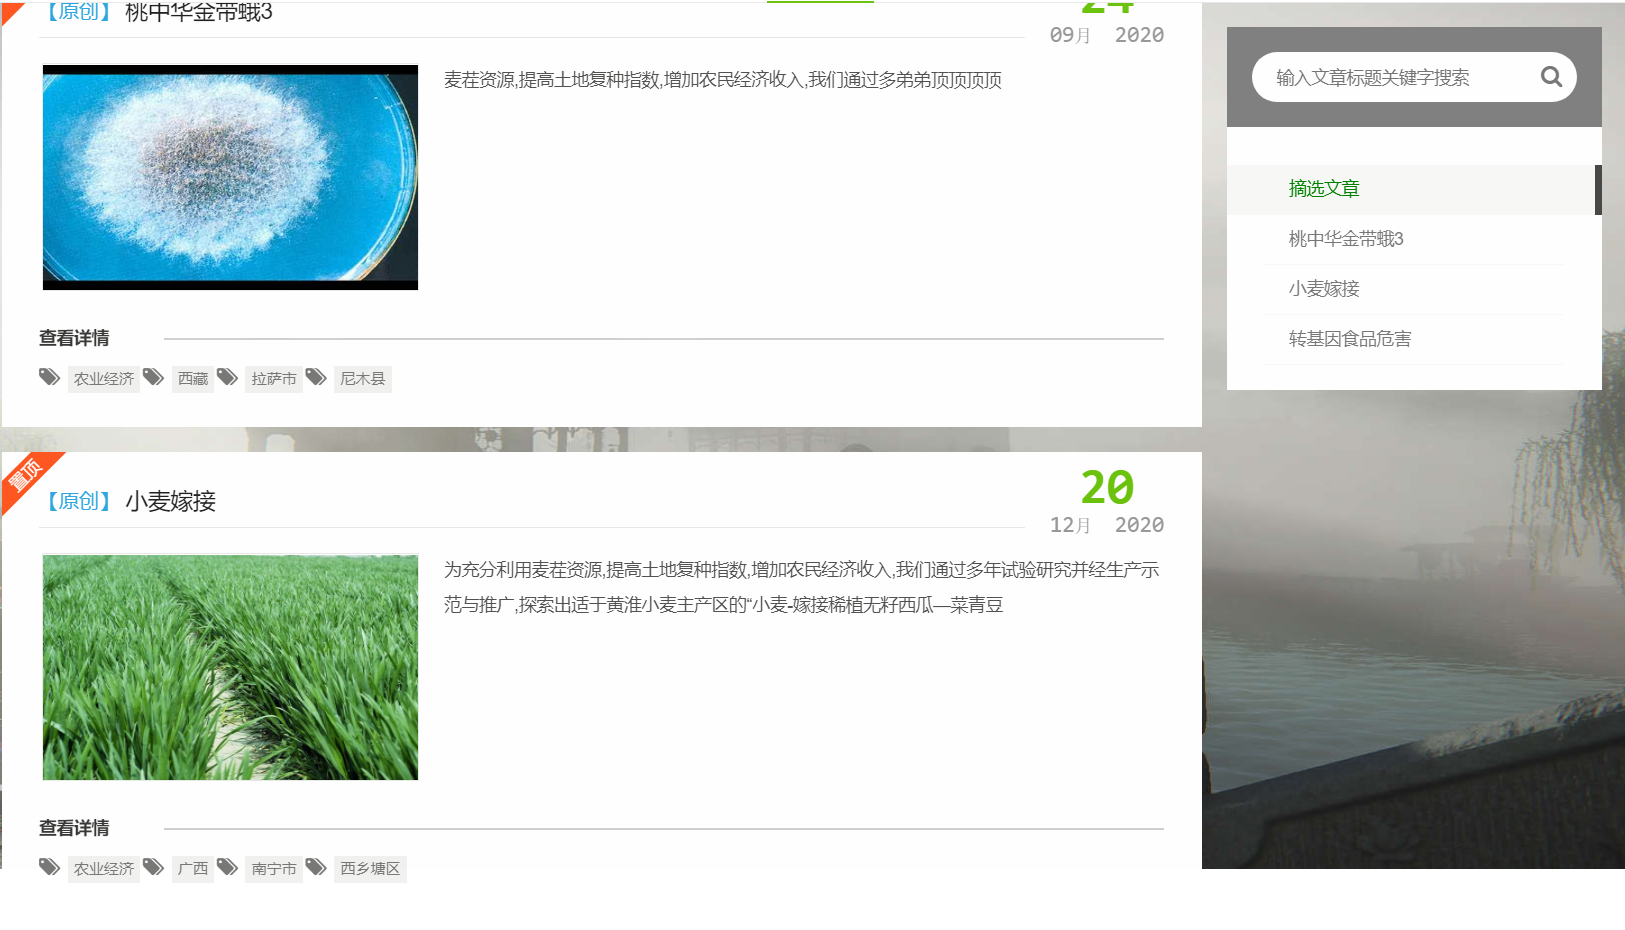 【原创】 桃中华金带蛾3
24
09月 2020
麦茬资源,提高土地复种指数,增加农民经济收入,我们通过多弟弟顶顶顶顶
查看详情
农业经济 西藏 拉萨市 尼木县
置顶
【原创】 小麦嫁接
20
12月 2020
为充分利用麦茬资源,提高土地复种指数,增加农民经济收入,我们通过多年试验研究并经生产示
范与推广,探索出适于黄淮小麦主产区的“小麦-嫁接稀植无籽西瓜—菜青豆
查看详情
农业经济 广西 南宁市 西乡塘区
输入文章标题关键字搜索
摘选文章
桃中华金带蛾3
小麦嫁接
转基因食品危害